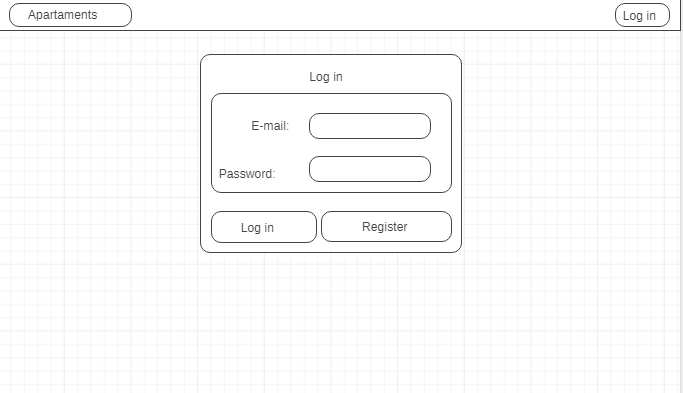 Apartaments
Log in
Log in
E-mail:
Password:
Log in
Register